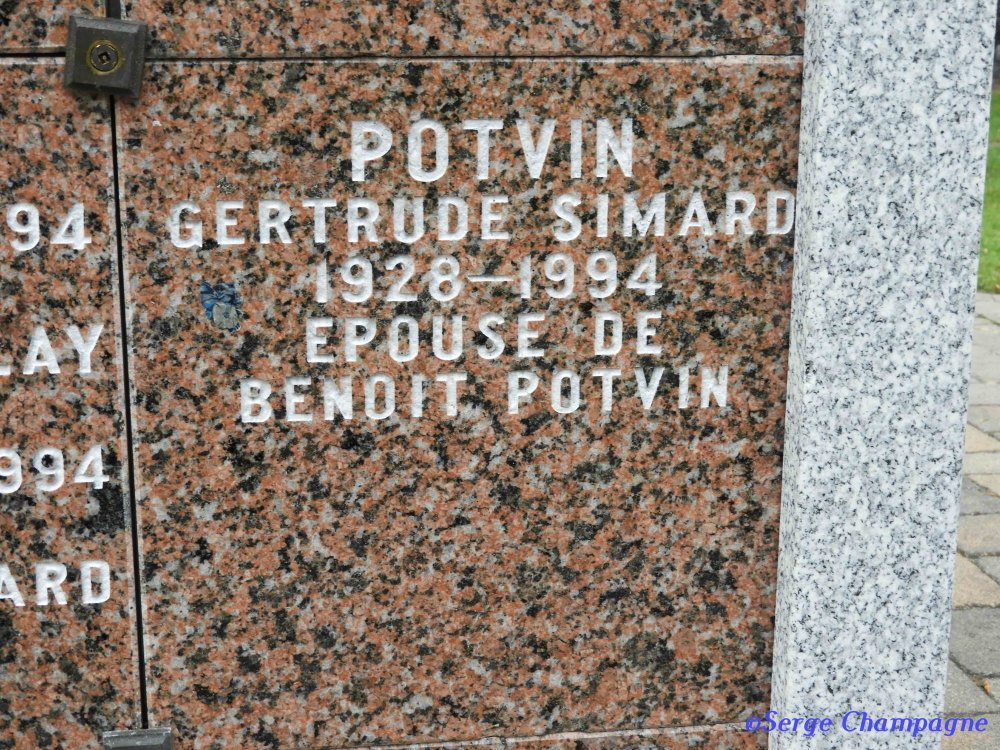 POTVIN
GERTRUDE SIMARD
1928–1994
EPOUSE DE
BENOIT POTVIN
94
LAY
994
ARD
©Serge Champagne